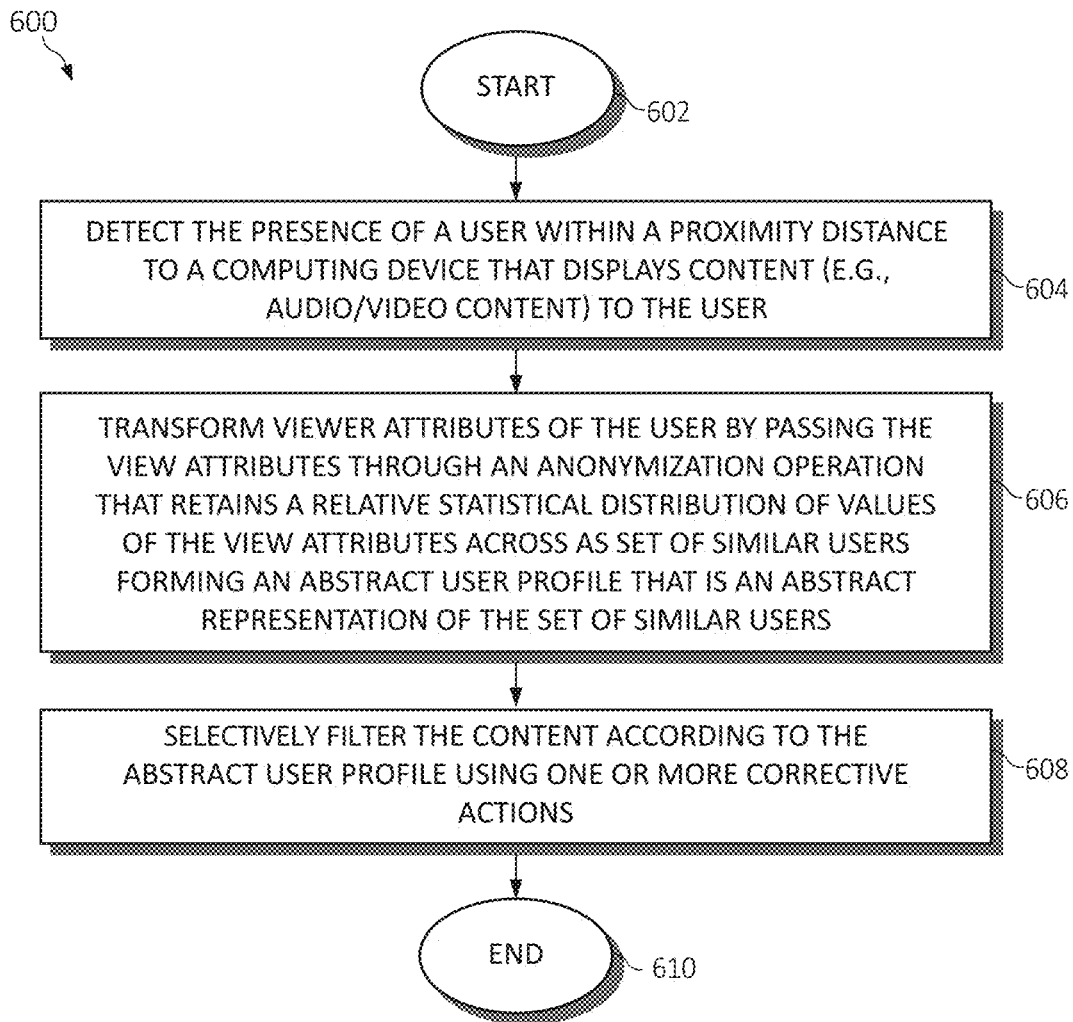 600
START
602
DETECT THE PRESENCE OF A USER WITHIN A PROXIMITY DISTANCE
TO A COMPUTING DEVICE THAT DISPLAYS CONTENT (E.G.,
AUDIO/VIDEO CONTENT) TO THE USER
604
TRANSFORM VIEWER ATTRIBUTES OF THE USER BY PASSING THE
VIEW ATTRIBUTES THROUGH AN ANONYMIZATION OPERATION
THAT RETAINS A RELATIVE STATISTICAL DISTRIBUTION OF VALUES
OF THE VIEW ATTRIBUTES ACROSS AS SET OF SIMILAR USERS
FORMING AN ABSTRACT USER PROFILE THAT IS AN ABSTRACT
REPRESENTATION OF THE SET OF SIMILAR USERS
606
SELECTIVELY FILTER THE CONTENT ACCORDING TO THE
ABSTRACT USER PROFILE USING ONE OR MORE CORRECTIVE
ACTIONS
608
END
610